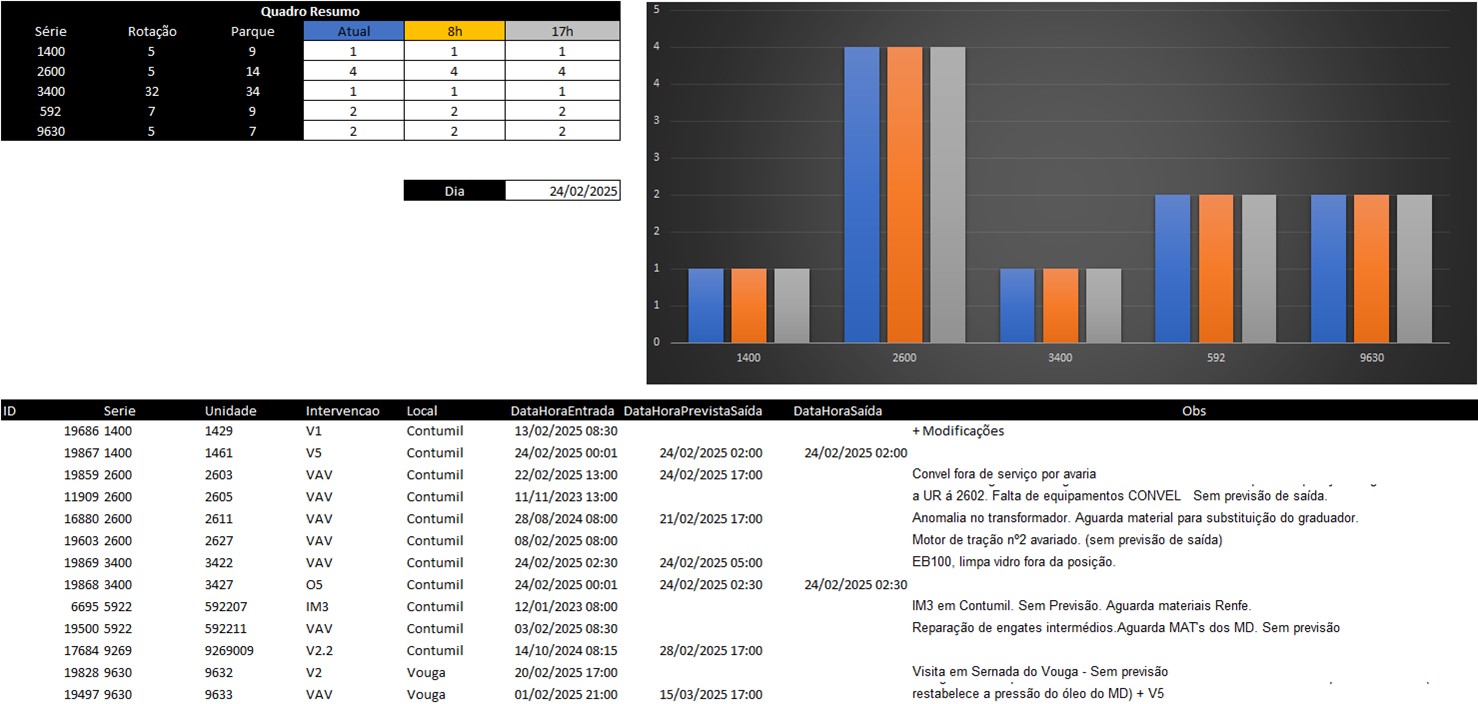 Quadro Resumo
Série Rotação Parque Atual 8h 17h
1400 5 9 1 1 1
2600 5 14 4 4 4
3400 32 34 1 1 1
592 7 9 2 2 2
9630 5 7 2 2 2
Dia 24/02/2025
5
4
4
3
3
2
2
1
1
0
1400 2600 3400 592 9630
ID Serie Unidade Intervencao Local DataHoraEntrada DataHoraPrevistaSaída DataHoraSaída Obs
19686 1400 1429 V1 Contumil 13/02/2025 08:30 + Modificações
19867 1400 1461 V5 Contumil 24/02/2025 00:01 24/02/2025 02:00 24/02/2025 02:00
19859 2600 2603 VAV Contumil 22/02/2025 13:00 24/02/2025 17:00 Convel fora de serviço por avaria
11909 2600 2605 VAV Contumil 11/11/2023 13:00 a UR á 2602. Falta de equipamentos CONVEL Sem previsão de saída.
16880 2600 2611 VAV Contumil 28/08/2024 08:00 21/02/2025 17:00 Anomalia no transformador. Aguarda material para substituição do graduador.
19603 2600 2627 VAV Contumil 08/02/2025 08:00 Motor de tração nº2 avariado. (sem previsão de saída)
19869 3400 3422 VAV Contumil 24/02/2025 02:30 24/02/2025 05:00 EB100, limpa vidro fora da posição.
19868 3400 3427 O5 Contumil 24/02/2025 00:01 24/02/2025 02:30 24/02/2025 02:30
6695 5922 592207 IM3 Contumil 12/01/2023 08:00 IM3 em Contumil. Sem Previsão. Aguarda materiais Renfe.
19500 5922 592211 VAV Contumil 03/02/2025 08:30 Reparação de engates intermédios.Aguarda MAT's dos MD. Sem previsão
17684 9269 9269009 V2.2 Contumil 14/10/2024 08:15 28/02/2025 17:00
19828 9630 9632 V2 Vouga 20/02/2025 17:00 Visita em Sernada do Vouga - Sem previsão
19497 9630 9633 VAV Vouga 01/02/2025 21:00 15/03/2025 17:00 restabelece a pressão do óleo do MD) + V5